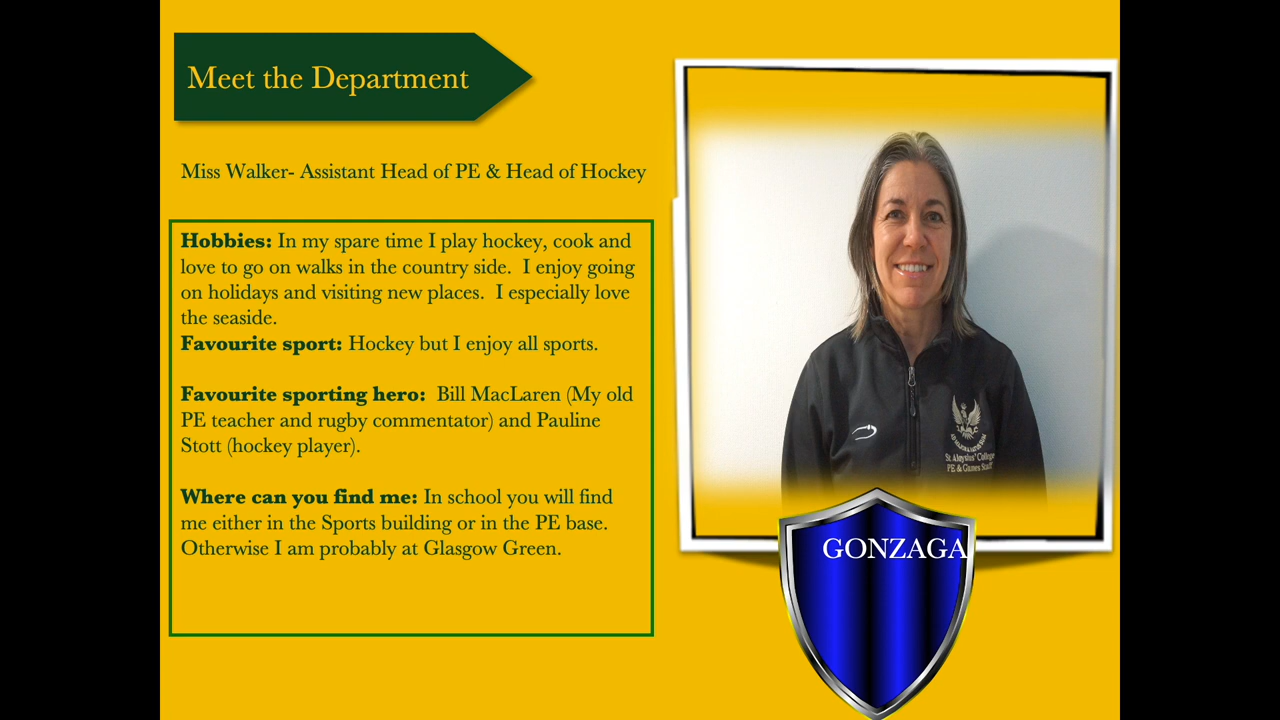 Meet the Department
Miss Walker- Assistant Head of PE & Head of Hockey
Hobbies: In my spare time I play hockey, cook and
love to go on walks in the country side.  I enjoy going
on holidays and visiting new places.  I especially love
the seaside.
Favourite sport: Hockey but I enjoy all sports.
Favourite sporting hero:  Bill MacLaren (My old
PE teacher and rugby commentator) and Pauline
Stott (hockey player).
Where can you find me: In school you will find
me either in the Sports building or in the PE base.
Otherwise I am probably at Glasgow Green.
St Aloysius' College
PE & Games Staff
GONZAGA